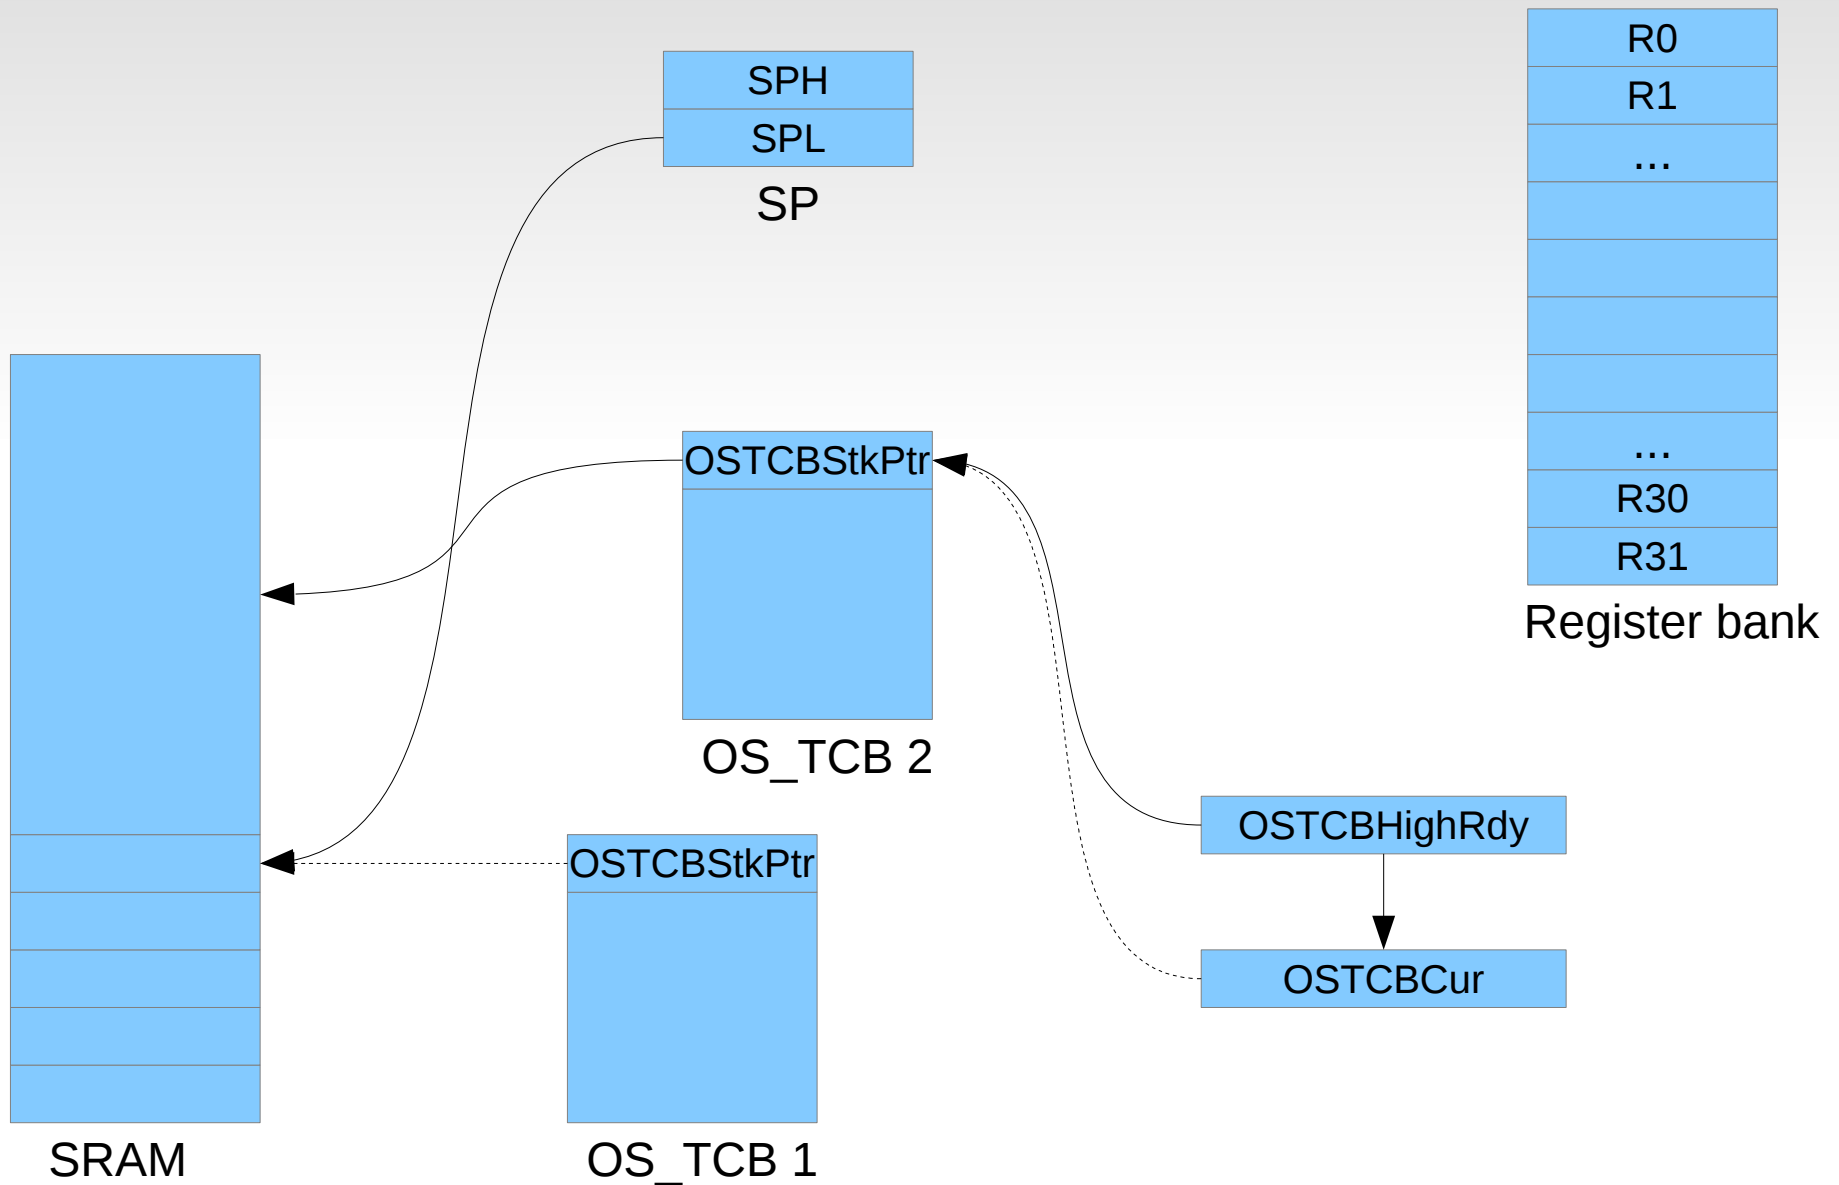 SPH
SPL
SP
R0
R1
...
...
R30
R31
Register bank
OSTCBStkPtr
OS_TCB 2
OSTCBHighRdy
OSTCBCur
OSTCBStkPtr
OS_TCB 1
SRAM